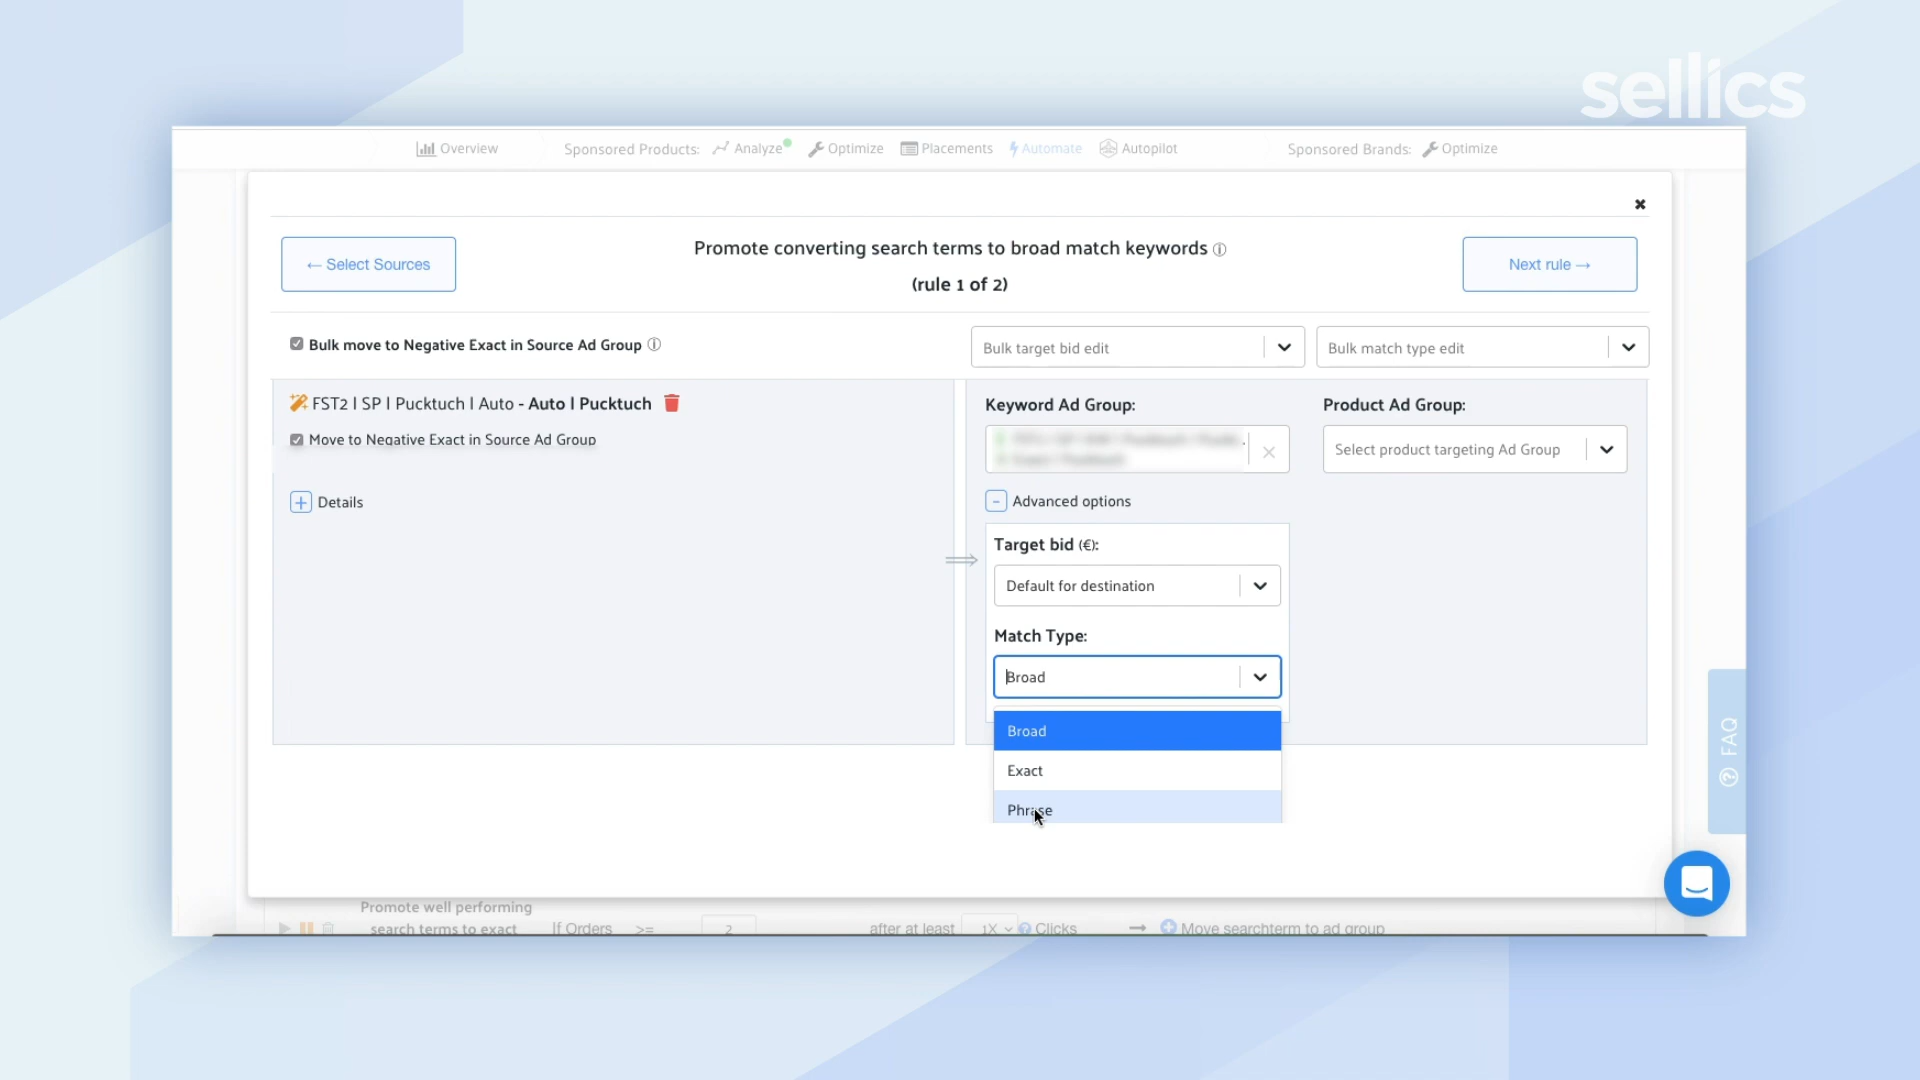 sellics
Overview Sponsored Products: Analyze Optimize Placements Automate Autopilot Sponsored Brands: Optimize
✖
← Select Sources
Promote converting search terms to broad match keywords
(rule 1 of 2)
Next rule →
Bulk move to Negative Exact in Source Ad Group
Bulk target bid edit
Bulk match type edit
FST2 | SP | Pucktuch | Auto - Auto | Pucktuch
Move to Negative Exact in Source Ad Group
+ Details
Keyword Ad Group:
Product Ad Group:
Select product targeting Ad Group
- Advanced options
Target bid (€):
Default for destination
Match Type:
Broad
Broad
Exact
Phrase
FAQ
Promote well performing
search terms to exact If Orders >= 2 after at least 1X Clicks → Move searchterm to ad group